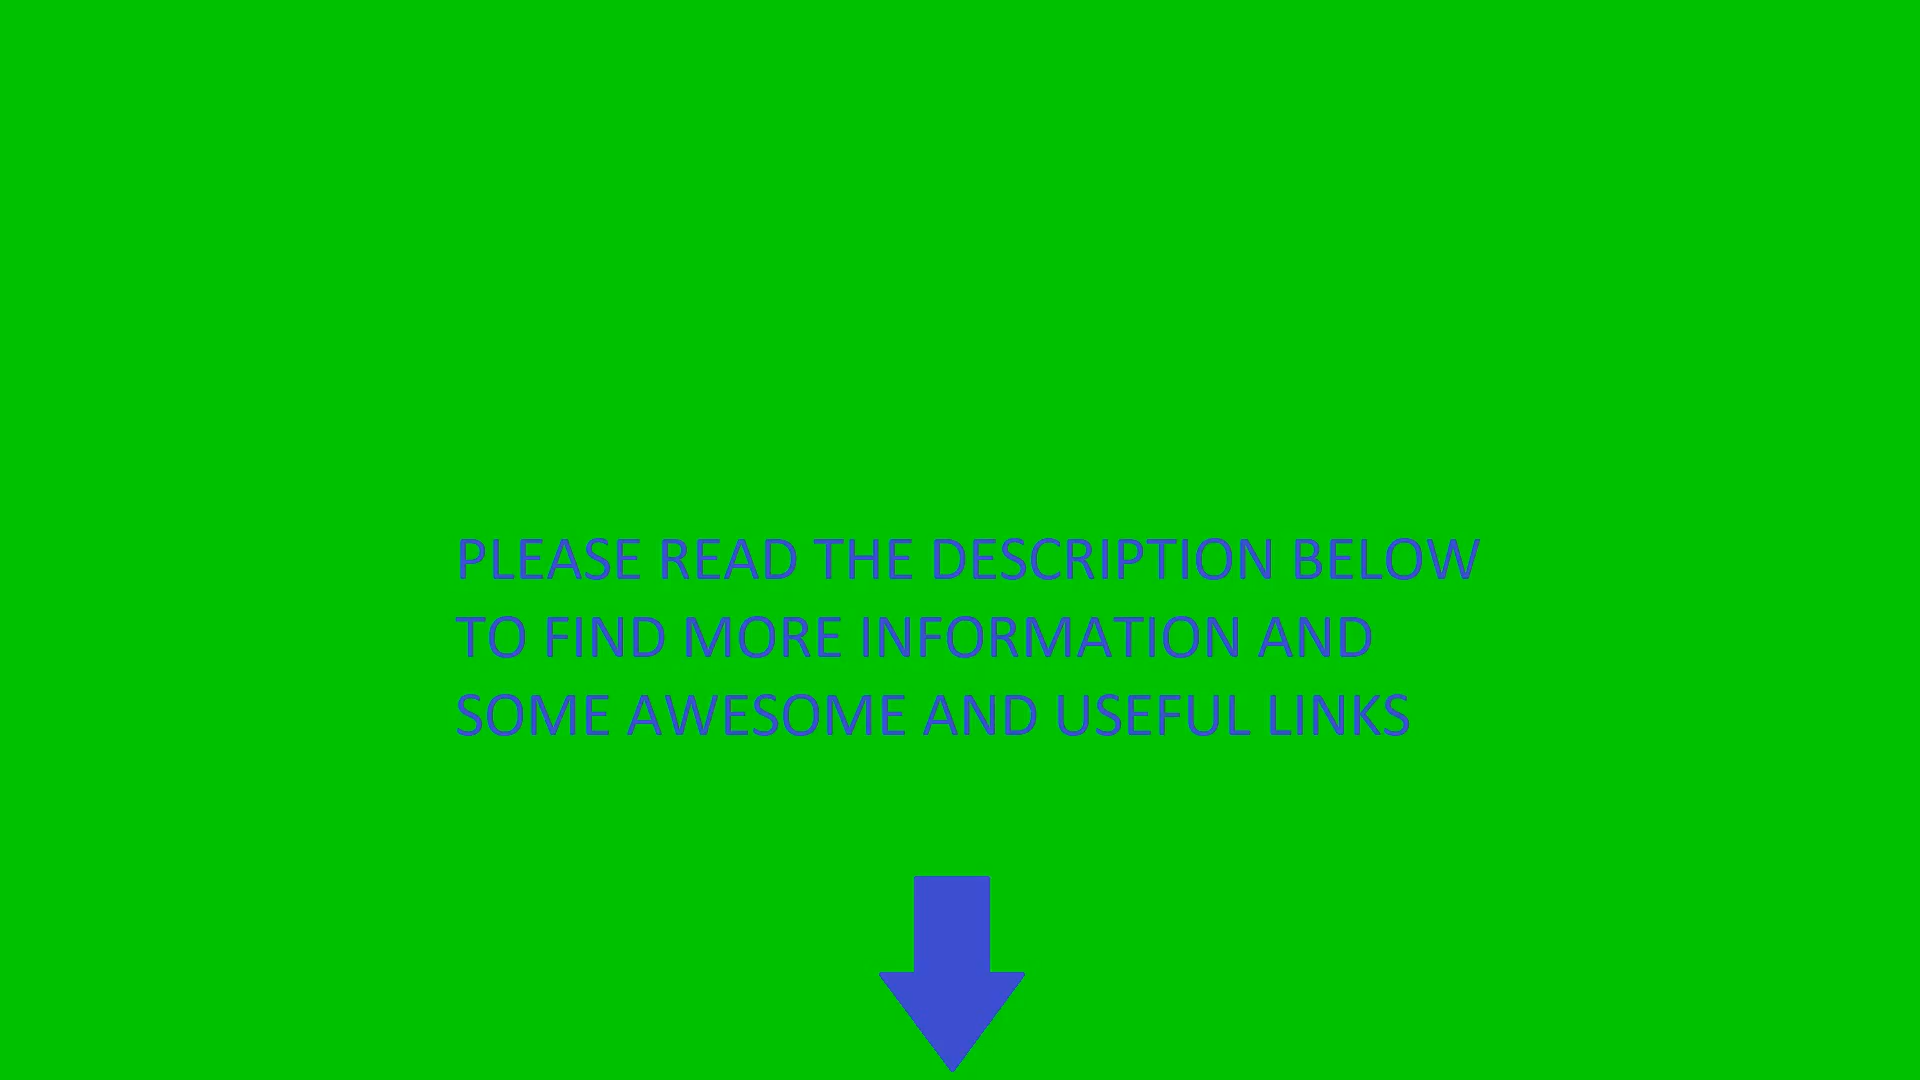 PLEASE READ THE DESCRIPTION BELOW
TO FIND MORE INFORMATION AND
SOME AWESOME AND USEFUL LINKS